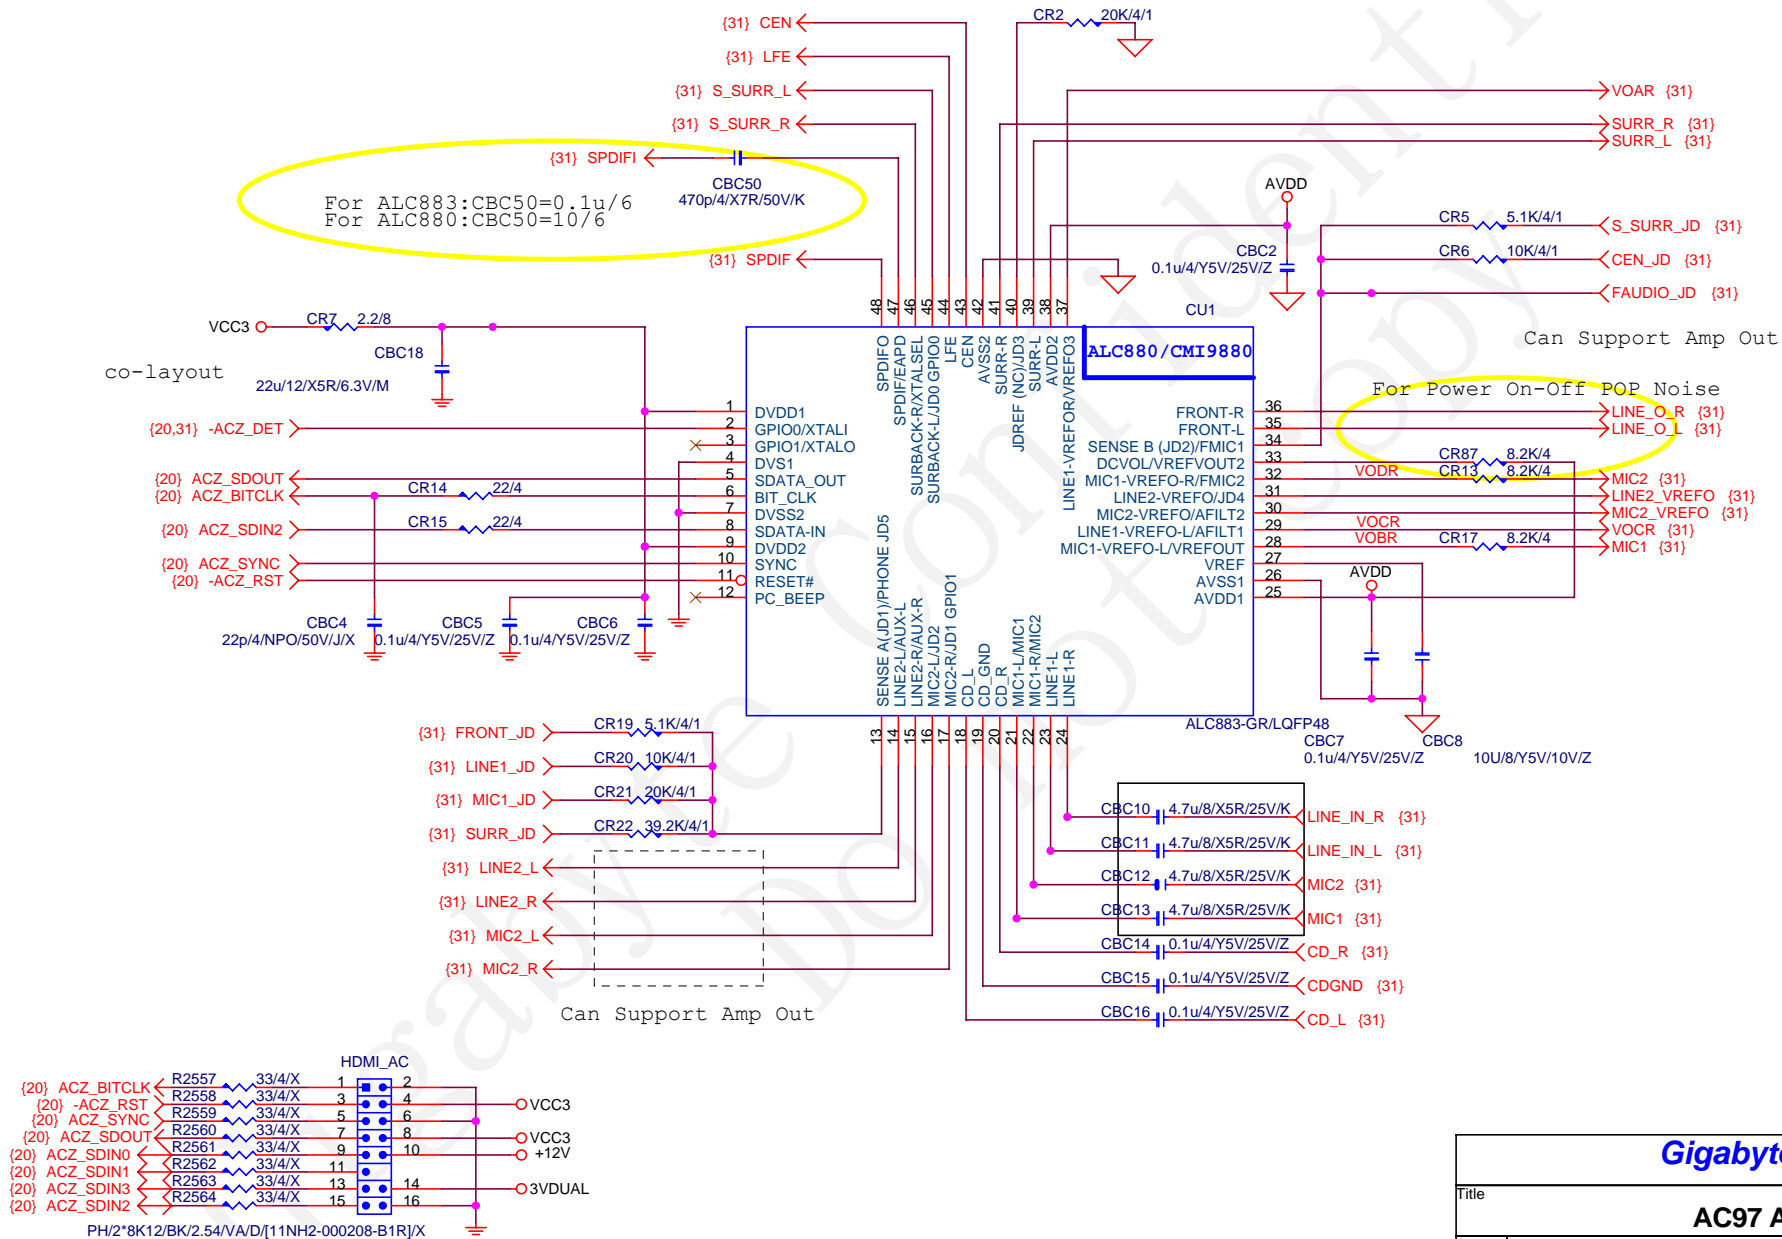 {31} CEN
{31} LFE
{31} S_SURR_L
{31} S_SURR_R
{31} SPDIFI
CBC50
470p/4/X7R/50V/K
For ALC883:CBC50=0.1u/6
For ALC880:CBC50=10/6
{31} SPDIF
CR2 20K/4/1
VOAR {31}
SURR_R {31}
SURR_L {31}
AVDD
CBC2
0.1u/4/Y5V/25V/Z
CR5 5.1K/4/1 S_SURR_JD {31}
CR6 10K/4/1 CEN_JD {31}
FAUDIO_JD {31}
Can Support Amp Out
For Power On-Off POP Noise
VCC3 CR7 2.2/8
CBC18
22u/12/X5R/6.3V/M
co-layout
CU1
ALC880/CMI9880
48 SPDIFO
47 SPDIF/EAPD
46 SURBACK-R/XTALSEL
45 SURBACK-L/JD0 GPIO0
44 LFE
43 CEN
42 AVSS2
41 SURR-R
40 JDREF (NC)/JD3
39 SURR-L
38 AVDD2
37 LINE1-VREFOR/VREFO3
{20,31} -ACZ_DET
{20} ACZ_SDOUT
{20} ACZ_BITCLK CR14 22/4
{20} ACZ_SDIN2 CR15 22/4
{20} ACZ_SYNC
{20} -ACZ_RST
1 DVDD1
2 GPIO0/XTALI
3 GPIO1/XTALO
4 DVS1
5 SDATA_OUT
6 BIT_CLK
7 DVSS2
8 SDATA-IN
9 DVDD2
10 SYNC
11 RESET#
12 PC_BEEP
FRONT-R 36 LINE_O_R {31}
FRONT-L 35 LINE_O_L {31}
SENSE B (JD2)/FMIC1 34
DCVOL/VREFVOUT2 33 CR87 8.2K/4
MIC1-VREFO-R/FMIC2 32 VODR CR13 8.2K/4 MIC2 {31}
LINE2-VREFO/JD4 31 LINE2_VREFO {31}
MIC2-VREFO/AFILT2 30 MIC2_VREFO {31}
LINE1-VREFO-L/AFILT1 29 VOCR VOCR {31}
MIC1-VREFO-L/VREFOUT 28 VOBR CR17 8.2K/4 MIC1 {31}
VREF 27
AVSS1 26
AVDD1 25
AVDD
CBC4
22p/4/NPO/50V/J/X
CBC5
0.1u/4/Y5V/25V/Z
CBC6
0.1u/4/Y5V/25V/Z
13 SENSE A(JD1)/PHONE JD5
14 LINE2-L/AUX-L
15 LINE2-R/AUX-R
16 MIC2-L/JD2
17 MIC2-R/JD1 GPIO1
18 CD_L
19 CD_GND
20 CD_R
21 MIC1-L/MIC1
22 MIC1-R/MIC2
23 LINE1-L
24 LINE1-R
ALC883-GR/LQFP48
CBC7
0.1u/4/Y5V/25V/Z
CBC8
10U/8/Y5V/10V/Z
{31} FRONT_JD CR19 5.1K/4/1
{31} LINE1_JD CR20 10K/4/1
{31} MIC1_JD CR21 20K/4/1
{31} SURR_JD CR22 39.2K/4/1
{31} LINE2_L
{31} LINE2_R
{31} MIC2_L
{31} MIC2_R
Can Support Amp Out
CBC10 4.7u/8/X5R/25V/K LINE_IN_R {31}
CBC11 4.7u/8/X5R/25V/K LINE_IN_L {31}
CBC12 4.7u/8/X5R/25V/K MIC2 {31}
CBC13 4.7u/8/X5R/25V/K MIC1 {31}
CBC14 0.1u/4/Y5V/25V/Z CD_R {31}
CBC15 0.1u/4/Y5V/25V/Z CDGND {31}
CBC16 0.1u/4/Y5V/25V/Z CD_L {31}
HDMI_AC
{20} ACZ_BITCLK R2557 33/4/X 1 2
{20} -ACZ_RST R2558 33/4/X 3 4 VCC3
{20} ACZ_SYNC R2559 33/4/X 5 6
{20} ACZ_SDOUT R2560 33/4/X 7 8 VCC3
{20} ACZ_SDIN0 R2561 33/4/X 9 10 +12V
{20} ACZ_SDIN1 R2562 33/4/X 11
{20} ACZ_SDIN3 R2563 33/4/X 13 14 3VDUAL
{20} ACZ_SDIN2 R2564 33/4/X 15 16
PH/2*8K12/BK/2.54/VA/D/[11NH2-000208-B1R]/X
Gigabyte
Title
AC97 A
gabyte Confident
Do not Copy